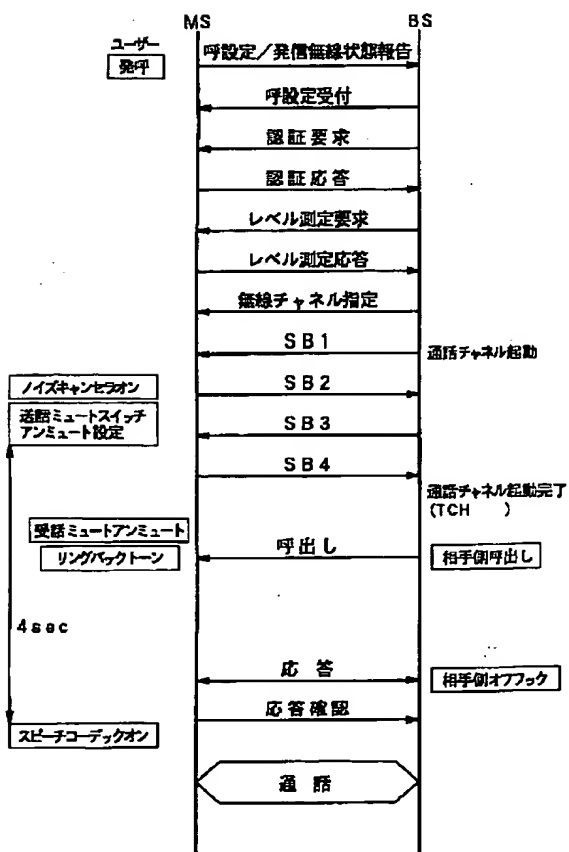 MS
BS
ユーザー
発呼
呼設定/発信無線状態報告
呼設定受付
認証要求
認証応答
レベル測定要求
レベル測定応答
無線チャネル指定
SB1
通話チャネル起動
ノイズキャンセラオン
SB2
送話ミュートスイッチ
アンミュート設定
SB3
SB4
通話チャネル起動完了
(TCH )
受話ミュートアンミュート
呼出し
相手側呼出し
リングバックトーン
4sec
応答
相手側オフフック
応答確認
スピーチコーデックオン
通話